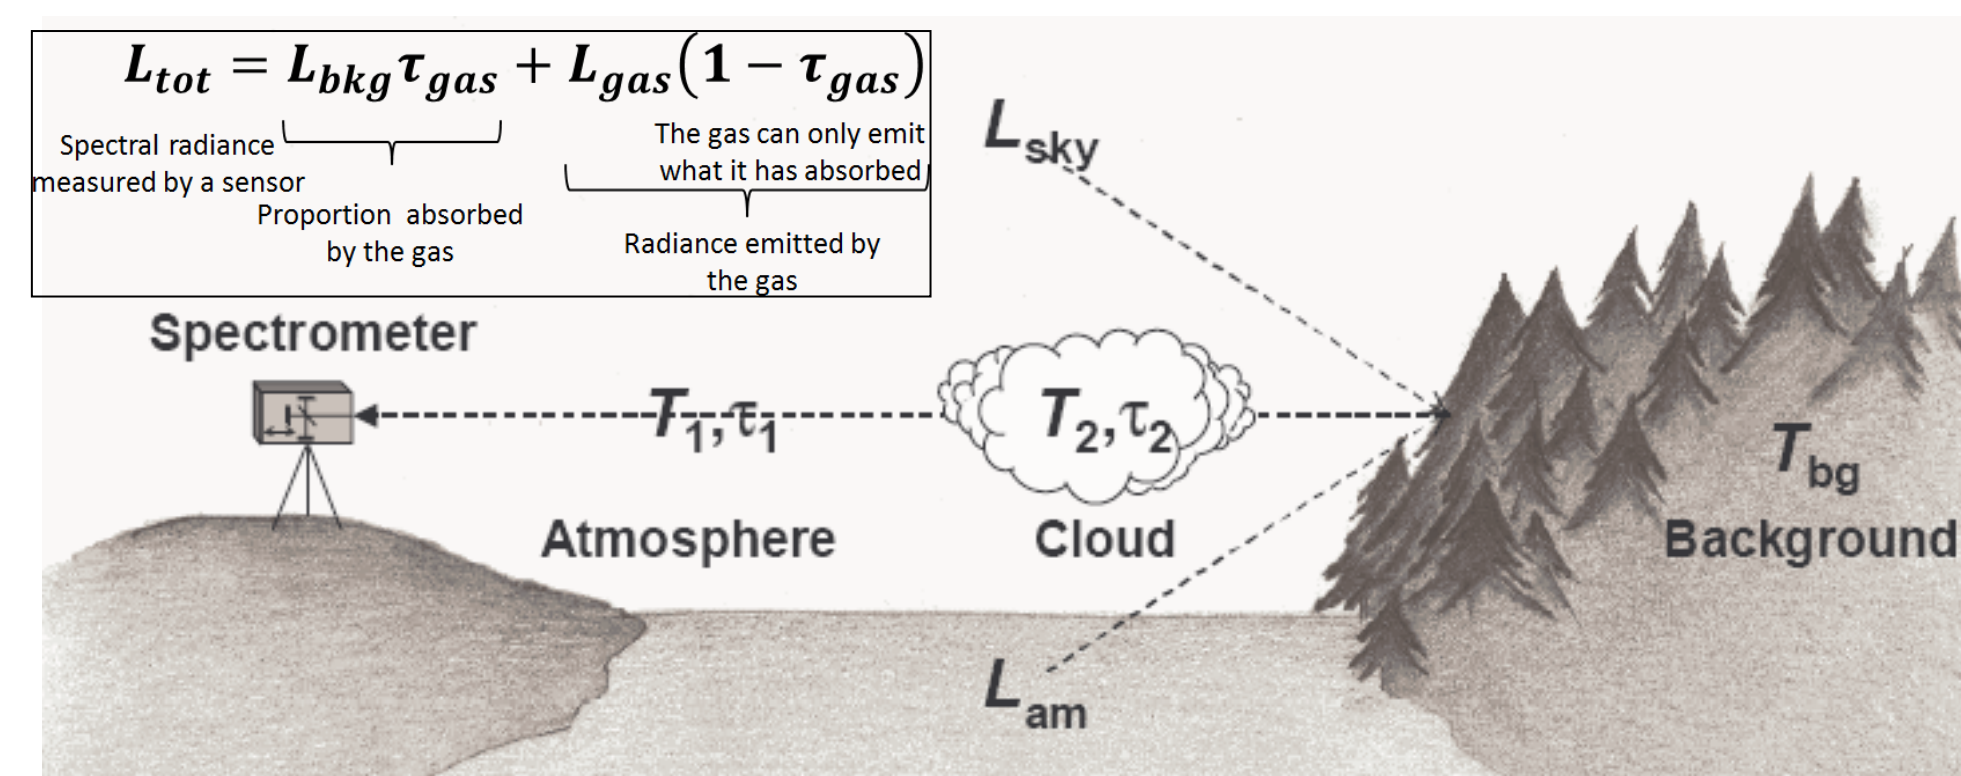 L_tot = L_bkg τ_gas + L_gas(1 − τ_gas)
Spectral radiance
measured by a sensor
The gas can only emit
what it has absorbed
Proportion absorbed
by the gas
Radiance emitted by
the gas
L_sky
Spectrometer
T_1, τ_1
T_2, τ_2
T_bg
Atmosphere
Cloud
Background
L_am